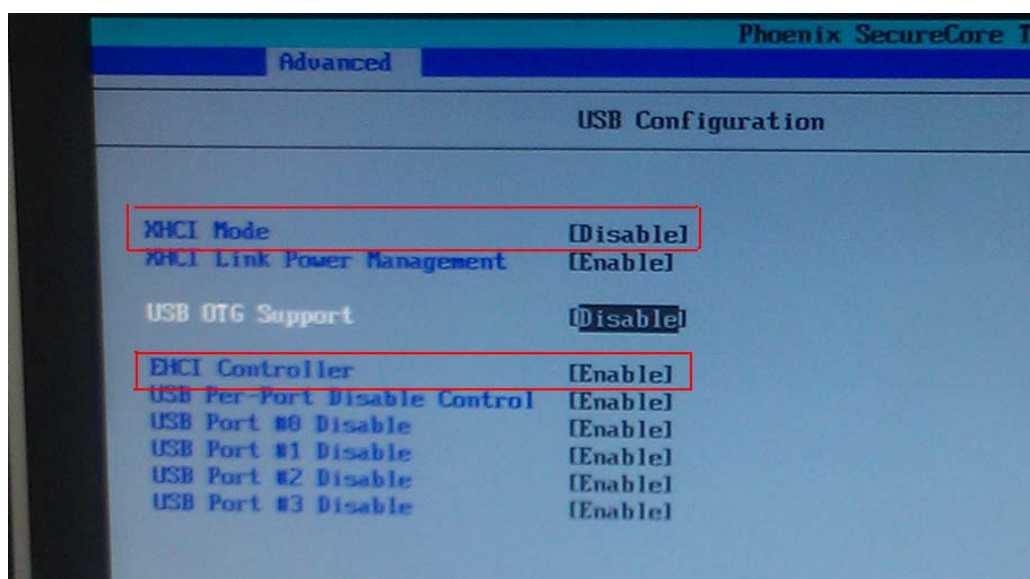 Phoenix SecureCore
Advanced
USB Configuration
XHCI Mode [Disable]
XHCI Link Power Management [Enable]
USB OTG Support [Disable]
EHCI Controller [Enable]
USB Per-Port Disable Control [Enable]
USB Port #0 Disable [Enable]
USB Port #1 Disable [Enable]
USB Port #2 Disable [Enable]
USB Port #3 Disable [Enable]